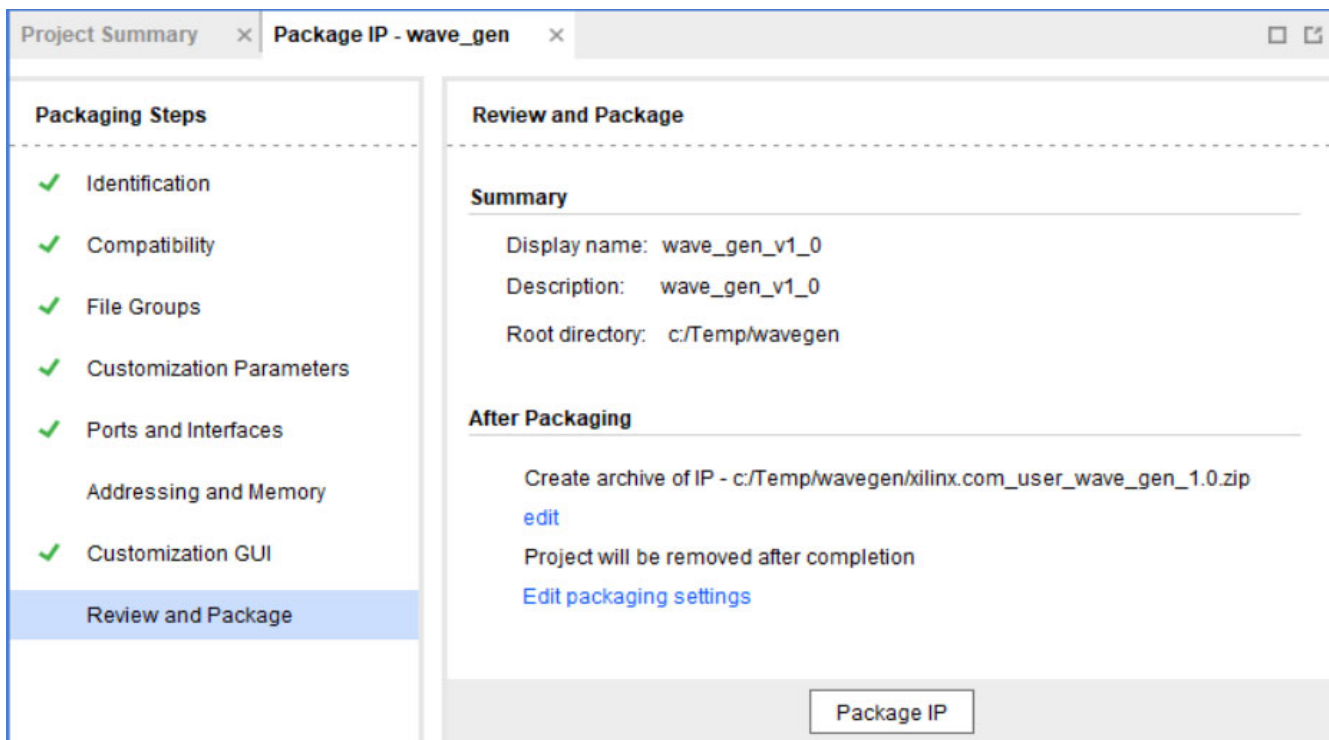 Project Summary
Package IP - wave_gen
Packaging Steps
Identification
Compatibility
File Groups
Customization Parameters
Ports and Interfaces
Addressing and Memory
Customization GUI
Review and Package
Review and Package
Summary
Display name: wave_gen_v1_0
Description: wave_gen_v1_0
Root directory: c:/Temp/wavegen
After Packaging
Create archive of IP - c:/Temp/wavegen/xilinx.com_user_wave_gen_1.0.zip
edit
Project will be removed after completion
Edit packaging settings
Package IP